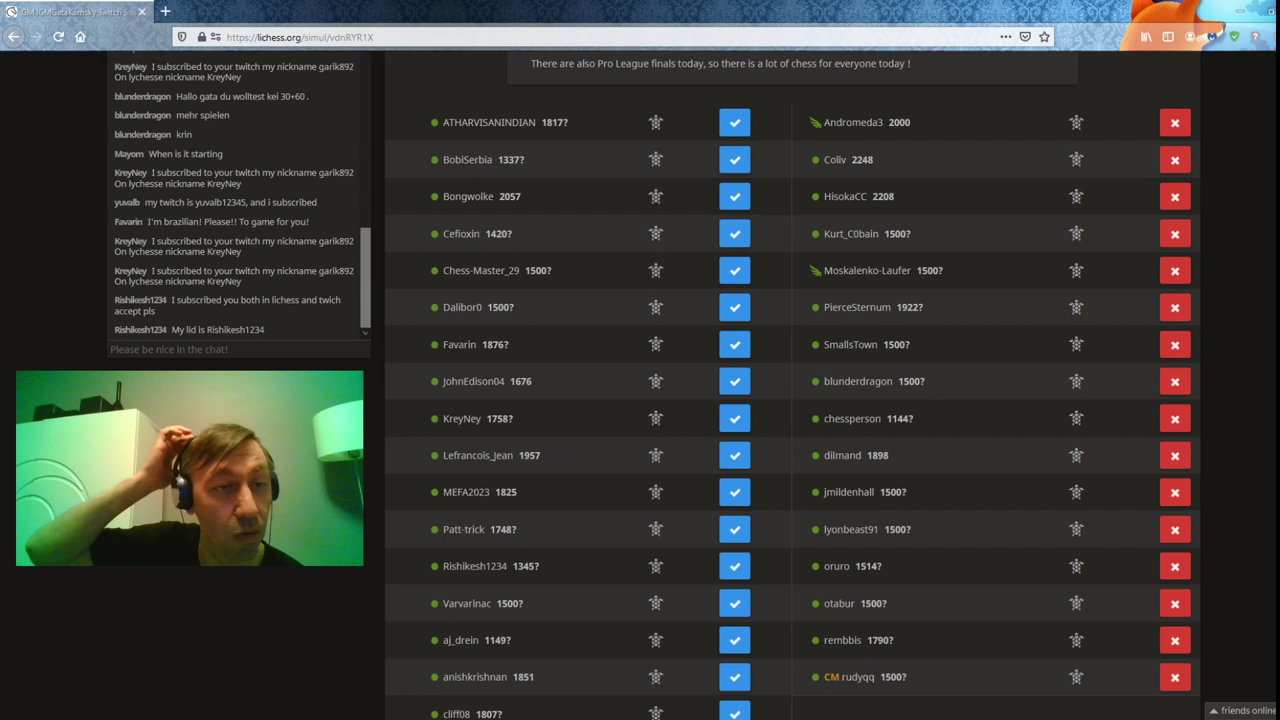 GM IGMGataKamsky Twitch s
https://lichess.org/simul/vdnRYR1X
KreyNey I subscribed to your twitch my nickname garik892
On lychesse nickname KreyNey
blunderdragon Hallo gata du wolltest kei 30+60 .
blunderdragon mehr spielen
blunderdragon krin
Mayom When is it starting
KreyNey I subscribed to your twitch my nickname garik892
On lychesse nickname KreyNey
yuvalb my twitch is yuvalb12345, and i subscribed
Favarin I'm brazilian! Please!! To game for you!
KreyNey I subscribed to your twitch my nickname garik892
On lychesse nickname KreyNey
KreyNey I subscribed to your twitch my nickname garik892
On lychesse nickname KreyNey
Rishikesh1234 I subscribed you both in lichess and twich
accept pls
Rishikesh1234 My lid is Rishikesh1234
Please be nice in the chat!
There are also Pro League finals today, so there is a lot of chess for everyone today !
ATHARVISANINDIAN 1817?
BobiSerbia 1337?
Bongwolke 2057
Cefioxin 1420?
Chess-Master_29 1500?
Dalibor0 1500?
Favarin 1876?
JohnEdison04 1676
KreyNey 1758?
Lefrancois_Jean 1957
MEFA2023 1825
Patt-trick 1748?
Rishikesh1234 1345?
Varvarinac 1500?
aj_drein 1149?
anishkrishnan 1851
cliff08 1807?
Andromeda3 2000
Coliv 2248
HisokaCC 2208
Kurt_C0bain 1500?
Moskalenko-Laufer 1500?
PierceSternum 1922?
SmallsTown 1500?
blunderdragon 1500?
chessperson 1144?
dilmand 1898
jmildenhall 1500?
lyonbeast91 1500?
oruro 1514?
otabur 1500?
rembbis 1790?
CM rudyqq 1500?
friends online